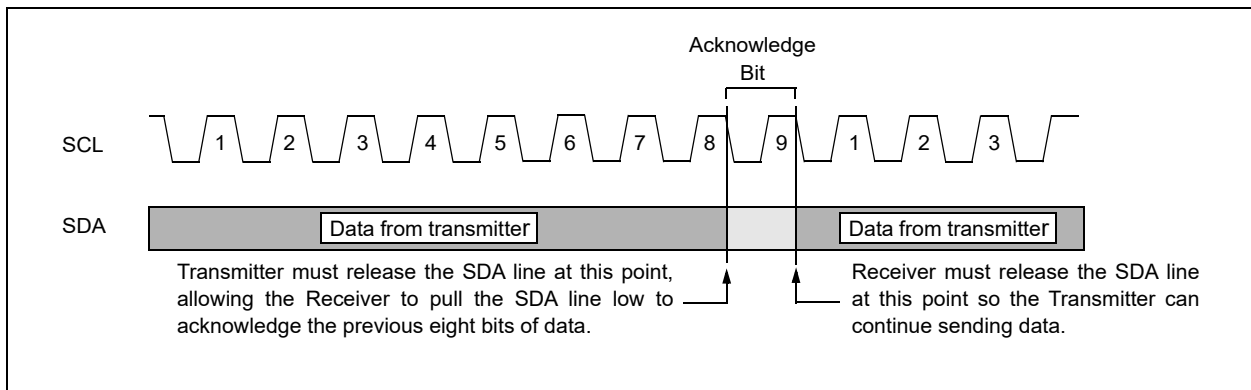 Acknowledge
Bit
SCL
1 2 3 4 5 6 7 8 9 1 2 3
SDA
Data from transmitter
Data from transmitter
Transmitter must release the SDA line at this point,
allowing the Receiver to pull the SDA line low to
acknowledge the previous eight bits of data.
Receiver must release the SDA line
at this point so the Transmitter can
continue sending data.